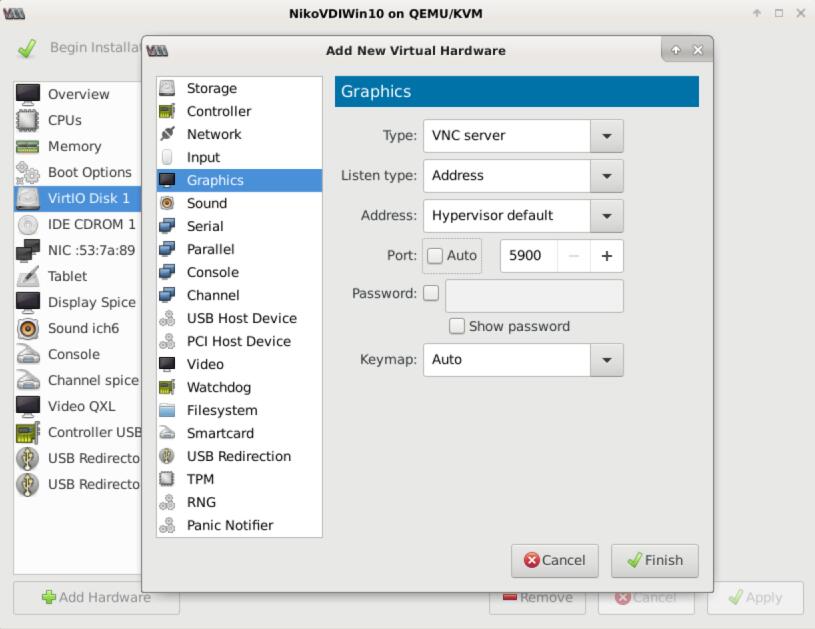 NikoVDIWin10 on QEMU/KVM
Begin Installa
Add New Virtual Hardware
Overview
CPUs
Memory
Boot Options
VirtIO Disk 1
IDE CDROM 1
NIC :53:7a:89
Tablet
Display Spice
Sound ich6
Console
Channel spice
Video QXL
Controller USB
USB Redirecto
USB Redirecto
Storage
Controller
Network
Input
Graphics
Sound
Serial
Parallel
Console
Channel
USB Host Device
PCI Host Device
Video
Watchdog
Filesystem
Smartcard
USB Redirection
TPM
RNG
Panic Notifier
Graphics
Type: VNC server
Listen type: Address
Address: Hypervisor default
Port: Auto 5900 − +
Password:
Show password
Keymap: Auto
Cancel Finish
Add Hardware Remove Cancel Apply